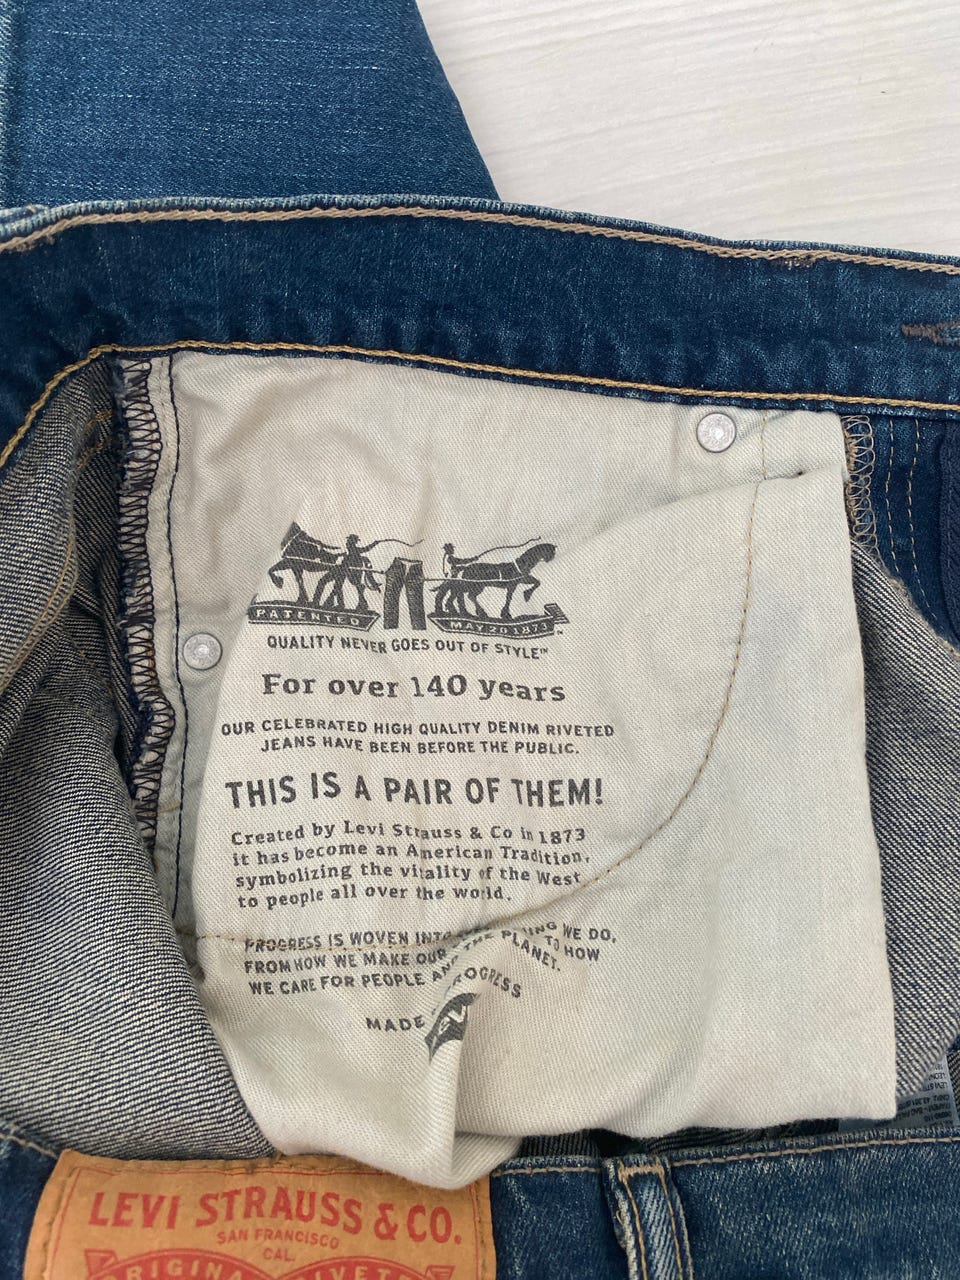 PATENTED
MAY 20 1873
QUALITY NEVER GOES OUT OF STYLE™
For over 140 years
OUR CELEBRATED HIGH QUALITY DENIM RIVETED
JEANS HAVE BEEN BEFORE THE PUBLIC.
THIS IS A PAIR OF THEM!
Created by Levi Strauss & Co in 1873
it has become an American Tradition,
symbolizing the vitality of the West
to people all over the world.
PROGRESS IS WOVEN INTO WE DO,
FROM HOW WE MAKE OUR TO HOW
WE CARE FOR PEOPLE AND THE PLANET.
MADE PROGRESS
LEVI STRAUSS & CO.
SAN FRANCISCO
CAL.
ORIGINAL RIVETED